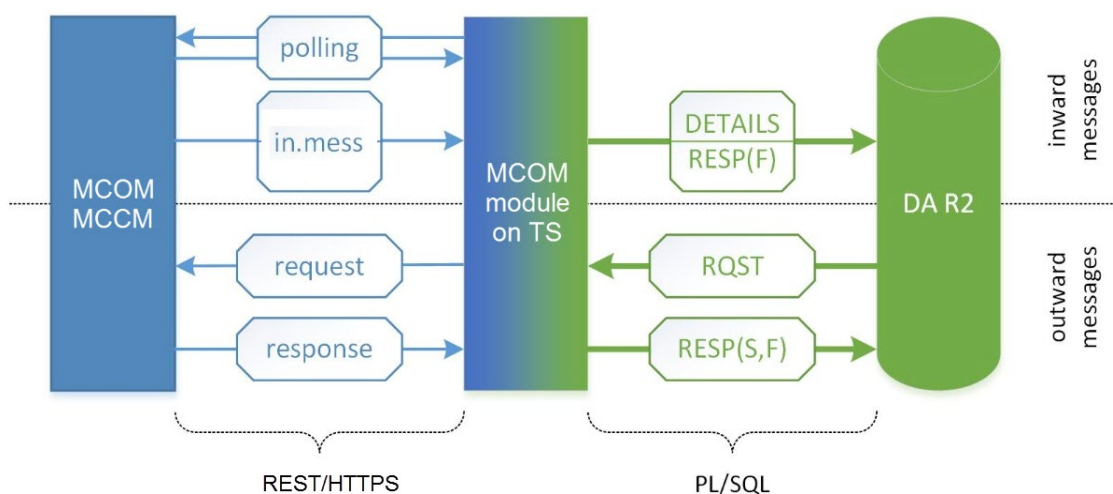 polling
in.mess
DETAILS
RESP(F)
inward
messages
MCOM
MCCM
MCOM
module
on TS
DA R2
request
RQST
outward
messages
response
RESP(S,F)
REST/HTTPS
PL/SQL